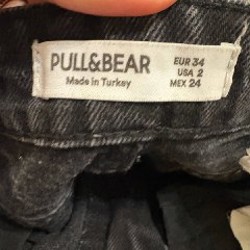 PULL&BEAR
Made in Turkey
EUR 34
USA 2
MEX 24